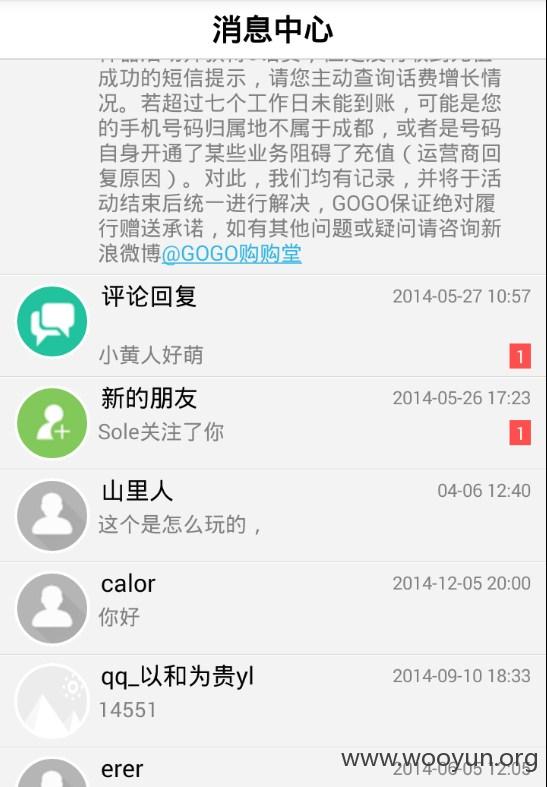 消息中心
成功的短信提示，请您主动查询话费增长情
况。若超过七个工作日未能到账，可能是您
的手机号码归属地不属于成都，或者是号码
自身开通了某些业务阻碍了充值（运营商回
复原因）。对此，我们均有记录，并将于活
动结束后统一进行解决，GOGO保证绝对履
行赠送承诺，如有其他问题或疑问请咨询新
浪微博@GOGO购购堂
评论回复 2014-05-27 10:57
小黄人好萌 1
新的朋友 2014-05-26 17:23
Sole关注了你 1
山里人 04-06 12:40
这个是怎么玩的，
calor 2014-12-05 20:00
你好
qq_以和为贵yl 2014-09-10 18:33
14551
www.wooyun.org
erer 2014-06-05 12:05